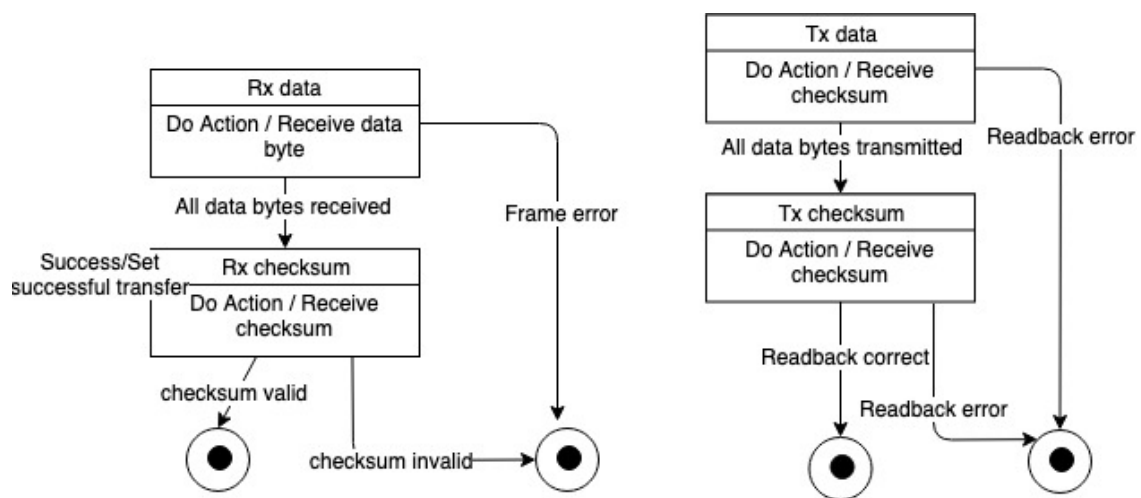 Rx data
Do Action / Receive data
byte
All data bytes received
Frame error
Success/Set
successful transfer
Rx checksum
Do Action / Receive
checksum
checksum valid
checksum invalid
Tx data
Do Action / Receive
checksum
Readback error
All data bytes transmitted
Tx checksum
Do Action / Receive
checksum
Readback correct
Readback error